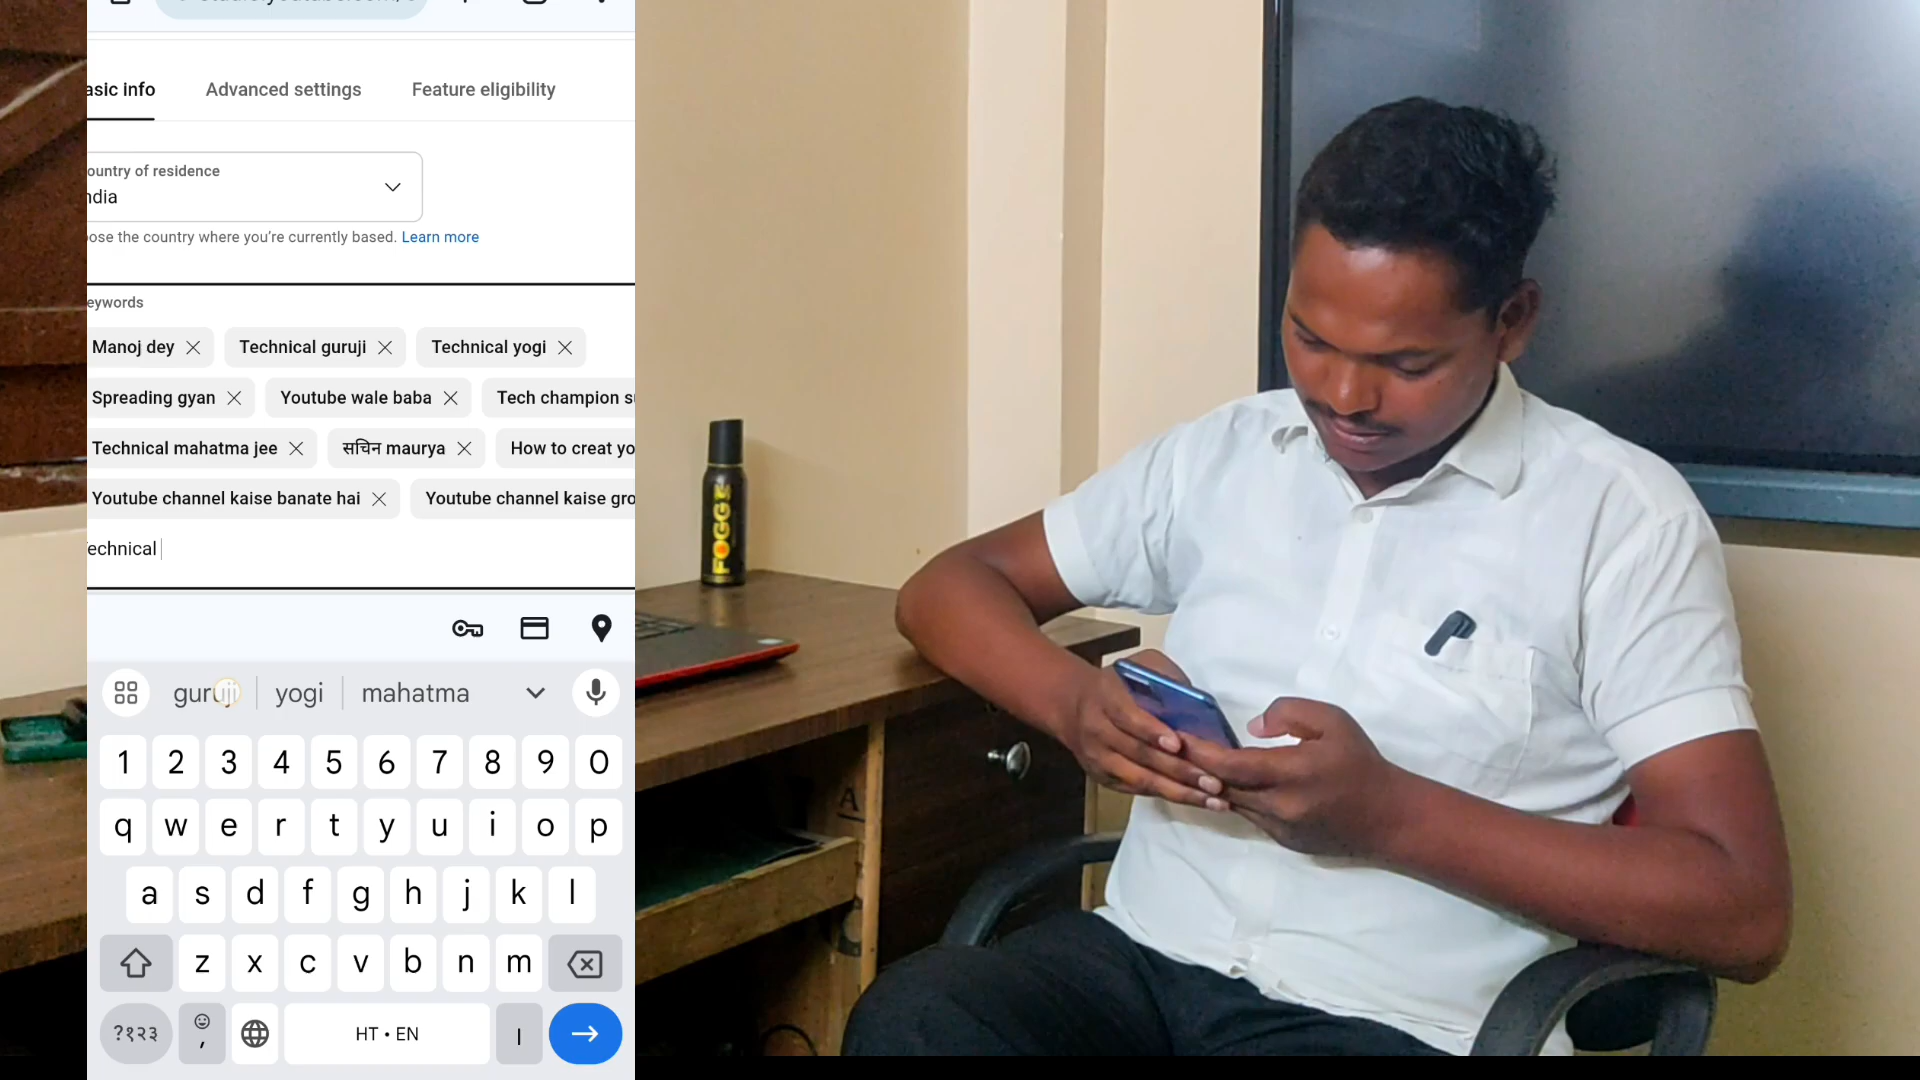 asic info Advanced settings Feature eligibility
ountry of residence
ndia
ose the country where you're currently based. Learn more
eywords
Manoj dey Technical guruji Technical yogi
Spreading gyan Youtube wale baba Tech champion s
Technical mahatma jee सचिन maurya How to creat yo
Youtube channel kaise banate hai Youtube channel kaise gro
echnical
guruji yogi mahatma
1 2 3 4 5 6 7 8 9 0
q w e r t y u i o p
a s d f g h j k l
z x c v b n m
?१२३ , HT • EN ।
FOGG
A